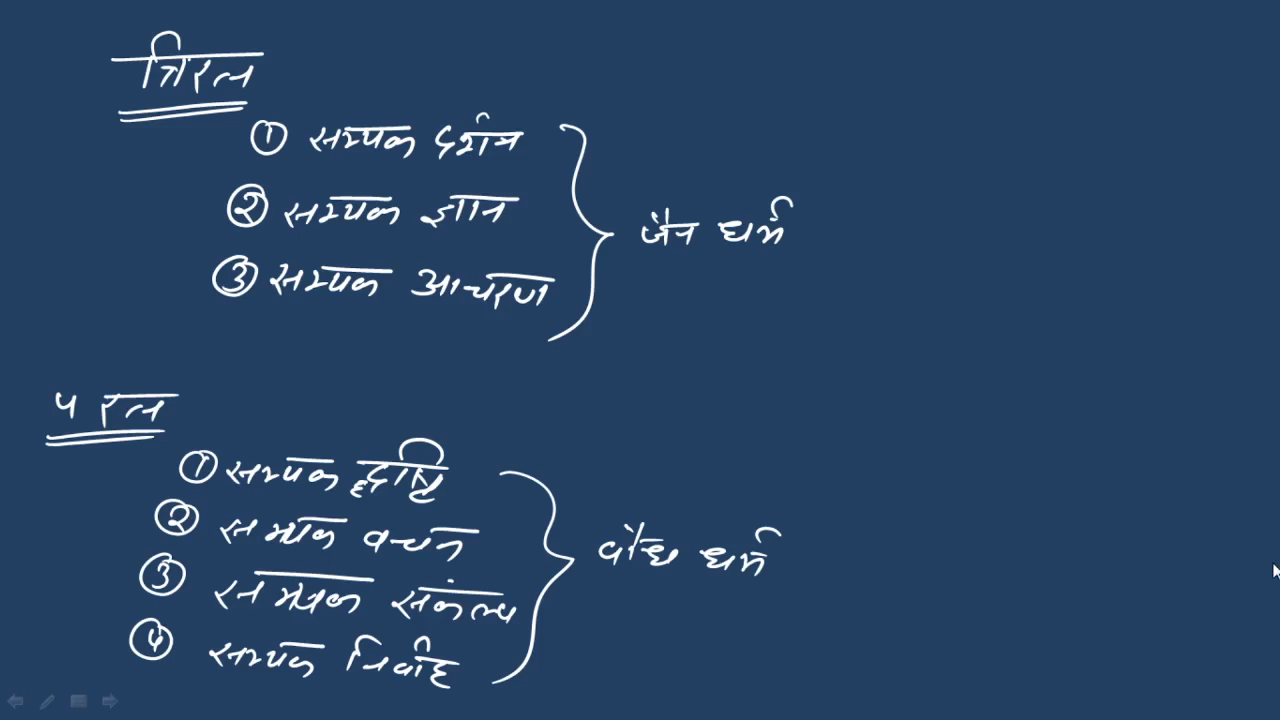 त्रिरत्न
① सम्यक दर्शन
② सम्यक ज्ञान
③ सम्यक आचरण
जैन धर्म
५ रत्न
① सम्यक दृष्टि
② सम्यक वचन
③ सम्यक संकल्प
④ सम्यक निर्वाह
बौध धर्म